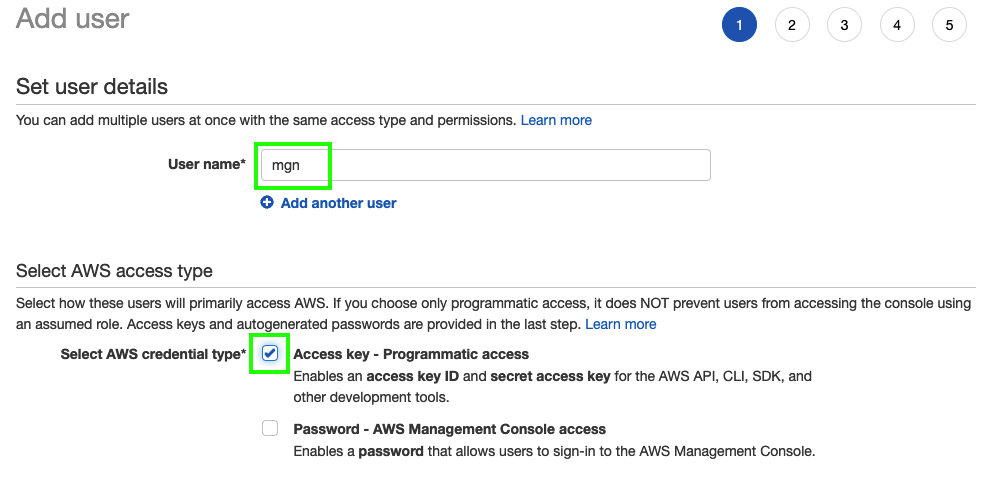 Add user
1 2 3 4 5
Set user details
You can add multiple users at once with the same access type and permissions. Learn more
User name* mgn
Add another user
Select AWS access type
Select how these users will primarily access AWS. If you choose only programmatic access, it does NOT prevent users from accessing the console using
an assumed role. Access keys and autogenerated passwords are provided in the last step. Learn more
Select AWS credential type* Access key - Programmatic access
Enables an access key ID and secret access key for the AWS API, CLI, SDK, and
other development tools.
Password - AWS Management Console access
Enables a password that allows users to sign-in to the AWS Management Console.